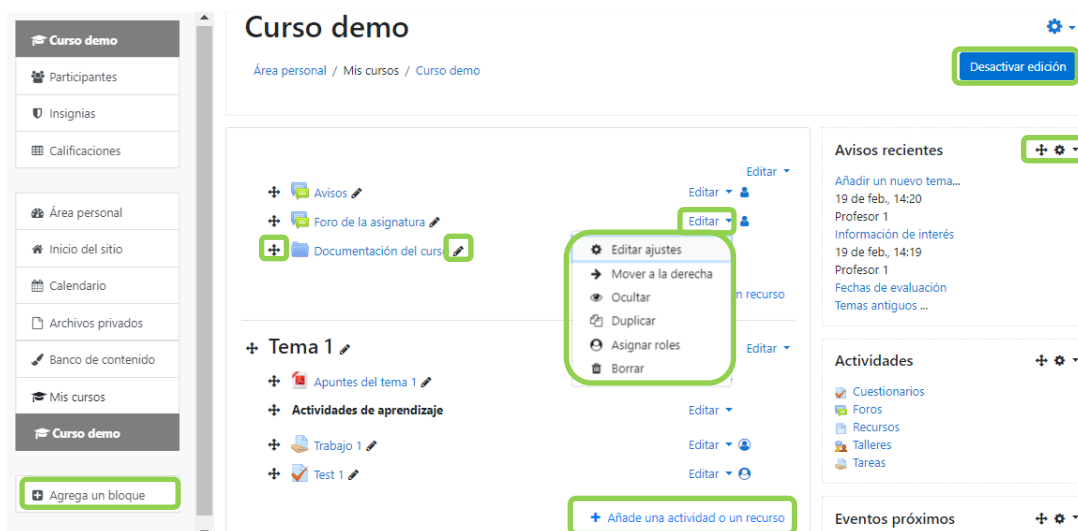 Curso demo
Participantes
Insignias
Calificaciones
Área personal
Inicio del sitio
Calendario
Archivos privados
Banco de contenido
Mis cursos
Curso demo
Agrega un bloque
Curso demo
Área personal / Mis cursos / Curso demo
Desactivar edición
Editar
Avisos Editar
Foro de la asignatura Editar
Documentación del curso
Editar ajustes
Mover a la derecha
Ocultar
Duplicar
Asignar roles
Borrar
n recurso
Tema 1 Editar
Apuntes del tema 1
Actividades de aprendizaje Editar
Trabajo 1 Editar
Test 1 Editar
Añade una actividad o un recurso
Avisos recientes
Añadir un nuevo tema...
19 de feb., 14:20
Profesor 1
Información de interés
19 de feb., 14:19
Profesor 1
Fechas de evaluación
Temas antiguos ...
Actividades
Cuestionarios
Foros
Recursos
Talleres
Tareas
Eventos próximos